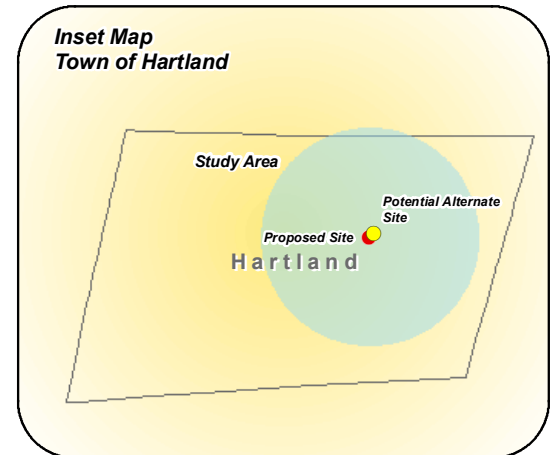 Inset Map
Town of Hartland
Study Area
Potential Alternate
Site
Proposed Site
Hartland